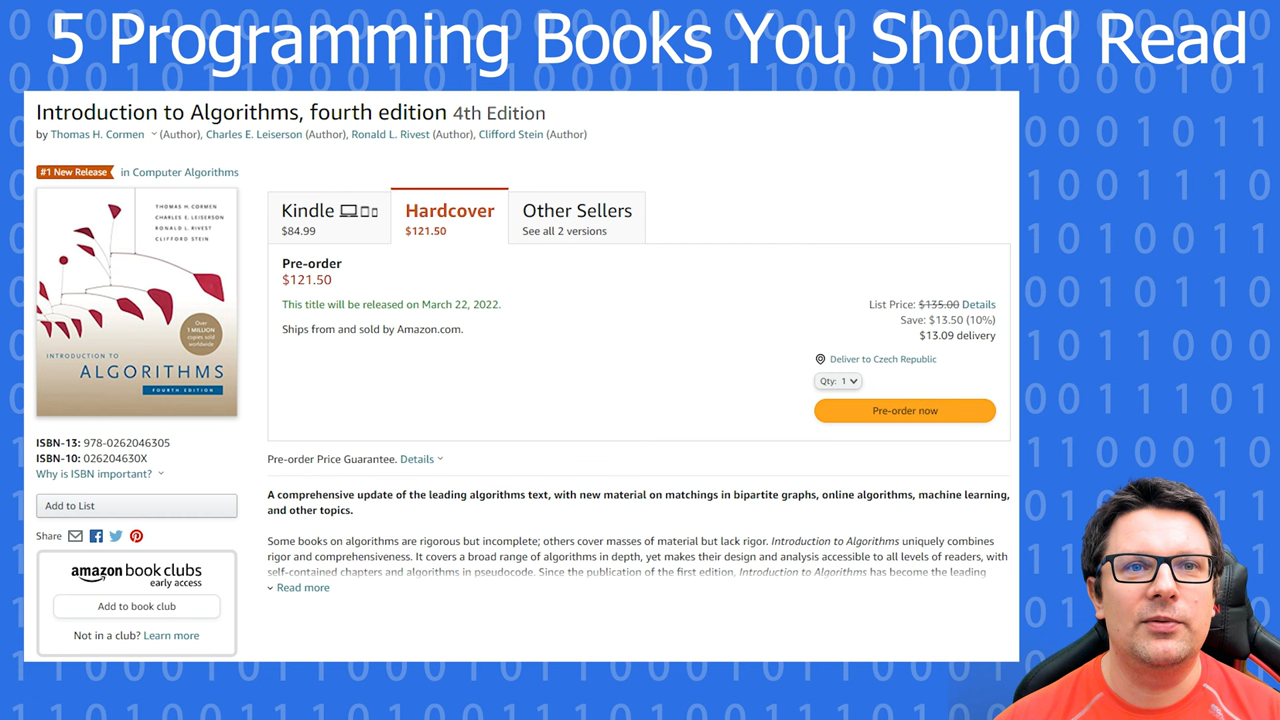 5 Programming Books You Should Read
Introduction to Algorithms, fourth edition 4th Edition
by Thomas H. Cormen (Author), Charles E. Leiserson (Author), Ronald L. Rivest (Author), Clifford Stein (Author)
#1 New Release in Computer Algorithms
THOMAS H. CORMEN
CHARLES E. LEISERSON
RONALD L. RIVEST
CLIFFORD STEIN
Over
1 MILLION
copies sold
worldwide
INTRODUCTION TO
ALGORITHMS
FOURTH EDITION
ISBN-13: 978-0262046305
ISBN-10: 026204630X
Why is ISBN important?
Add to List
Share
amazon book clubs
early access
Add to book club
Not in a club? Learn more
Kindle
$84.99
Hardcover
$121.50
Other Sellers
See all 2 versions
Pre-order
$121.50
This title will be released on March 22, 2022.
Ships from and sold by Amazon.com.
List Price: $135.00 Details
Save: $13.50 (10%)
$13.09 delivery
Deliver to Czech Republic
Qty: 1
Pre-order now
Pre-order Price Guarantee. Details
A comprehensive update of the leading algorithms text, with new material on matchings in bipartite graphs, online algorithms, machine learning,
and other topics.
Some books on algorithms are rigorous but incomplete; others cover masses of material but lack rigor. Introduction to Algorithms uniquely combines
rigor and comprehensiveness. It covers a broad range of algorithms in depth, yet makes their design and analysis accessible to all levels of readers, with
self-contained chapters and algorithms in pseudocode. Since the publication of the first edition, Introduction to Algorithms has become the leading
Read more